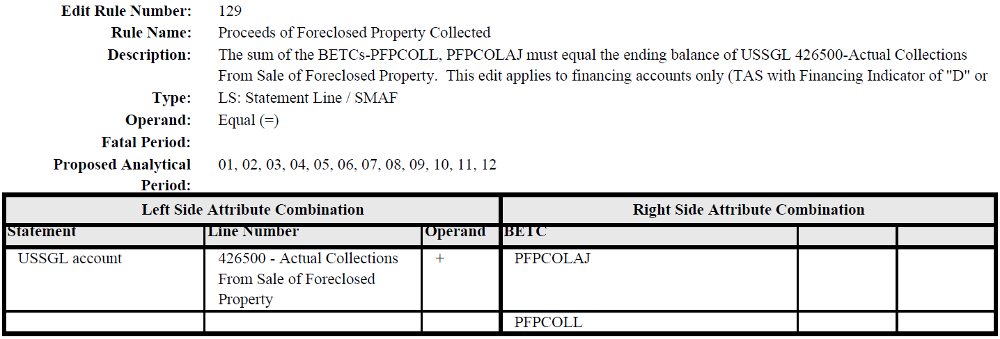 Edit Rule Number: 129
Rule Name: Proceeds of Foreclosed Property Collected
Description: The sum of the BETCs-PFPCOLL, PFPCOLAJ must equal the ending balance of USSGL 426500-Actual Collections
From Sale of Foreclosed Property. This edit applies to financing accounts only (TAS with Financing Indicator of "D" or
Type: LS: Statement Line / SMAF
Operand: Equal (=)
Fatal Period:
Proposed Analytical 01, 02, 03, 04, 05, 06, 07, 08, 09, 10, 11, 12
Period:
Left Side Attribute Combination Right Side Attribute Combination
Statement Line Number Operand BETC
USSGL account 426500 - Actual Collections + PFPCOLAJ
From Sale of Foreclosed
Property
PFPCOLL